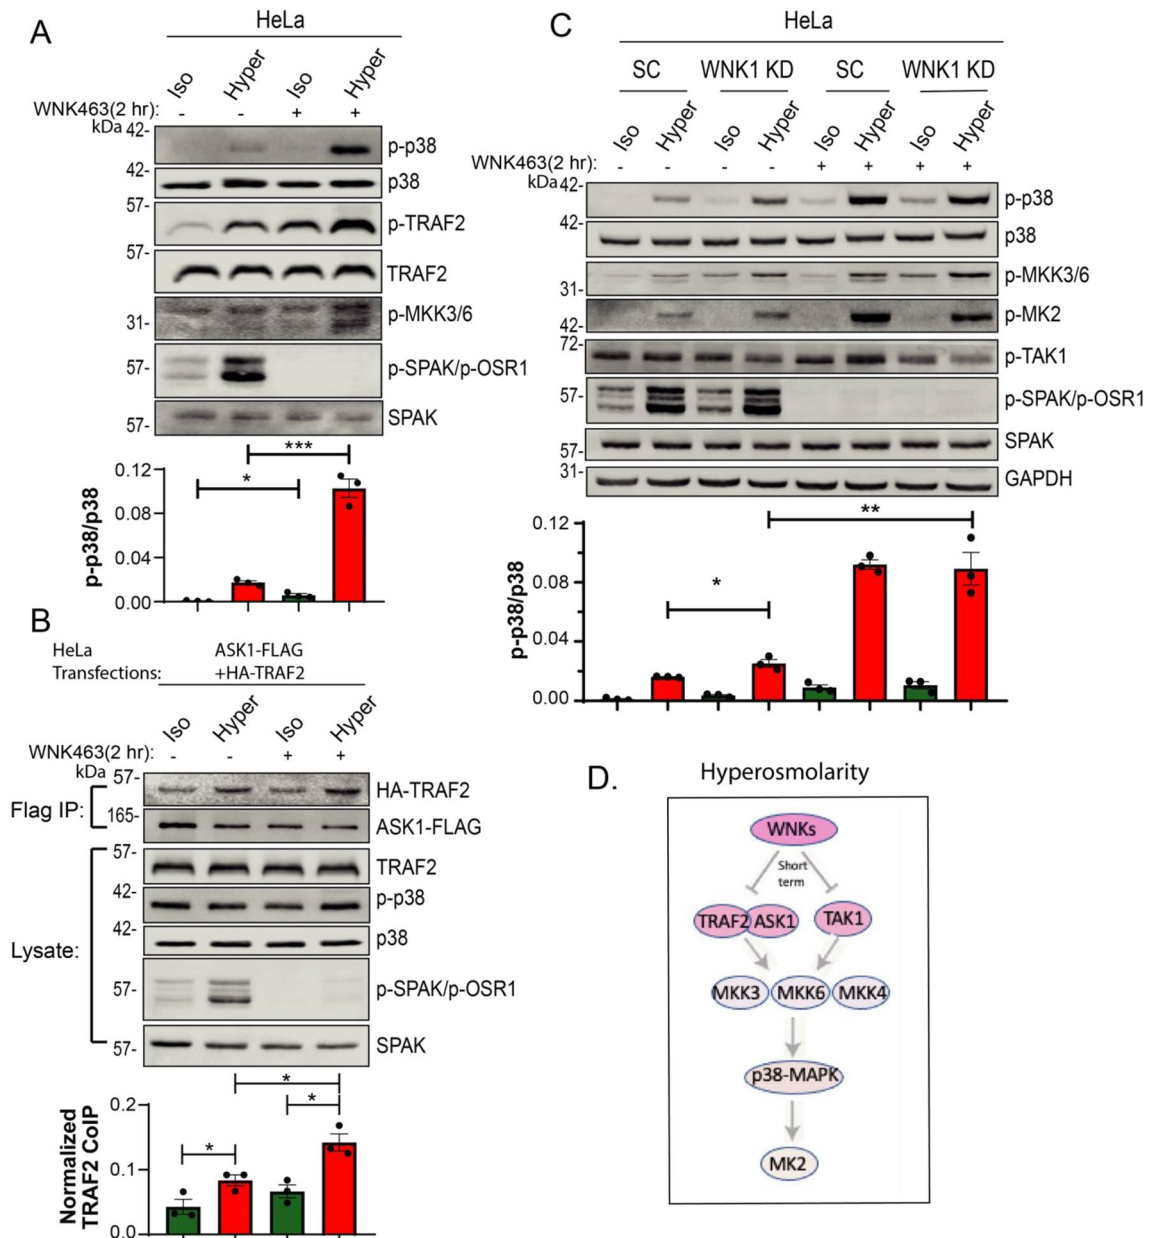 A
HeLa
Iso Hyper Iso Hyper
WNK463(2 hr): - - + +
kDa
42- p-p38
42- p38
57- p-TRAF2
57- TRAF2
31- p-MKK3/6
57- p-SPAK/p-OSR1
57- SPAK
***
*
p-p38/p38
0.12
0.08
0.04
0.00
B
HeLa ASK1-FLAG
Transfections: +HA-TRAF2
Iso Hyper Iso Hyper
WNK463(2 hr): - - + +
kDa
Flag IP:
57- HA-TRAF2
165- ASK1-FLAG
Lysate:
57- TRAF2
42- p-p38
42- p38
57- p-SPAK/p-OSR1
57- SPAK
*
*
*
Normalized
TRAF2 CoIP
0.2
0.1
0.0
C
HeLa
SC WNK1 KD SC WNK1 KD
Iso Hyper Iso Hyper Iso Hyper Iso Hyper
WNK463(2 hr): - - - - + + + +
kDa
42- p-p38
42- p38
31- p-MKK3/6
42- p-MK2
72- p-TAK1
57- p-SPAK/p-OSR1
57- SPAK
31- GAPDH
**
*
p-p38/p38
0.12
0.08
0.04
0.00
D.
Hyperosmolarity
WNKs
Short
term
TRAF2 ASK1 TAK1
MKK3 MKK6 MKK4
p38-MAPK
MK2